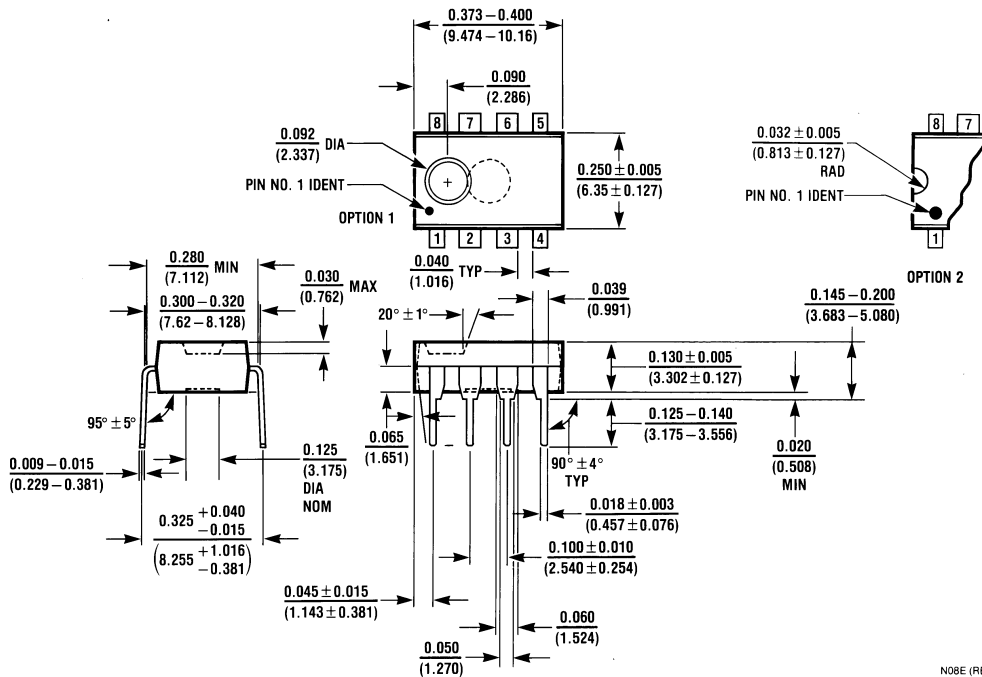 0.373 – 0.400
(9.474 – 10.16)
0.090
(2.286)
8 7 6 5
0.092 DIA
(2.337)
PIN NO. 1 IDENT
OPTION 1
1 2 3 4
0.250 ± 0.005
(6.35 ± 0.127)
0.032 ± 0.005
(0.813 ± 0.127)
RAD
PIN NO. 1 IDENT
8 7
1
OPTION 2
0.280 MIN
(7.112)
0.300 – 0.320
(7.62 – 8.128)
0.030 MAX
(0.762)
0.040 TYP
(1.016)
20° ± 1°
0.039
(0.991)
0.145 – 0.200
(3.683 – 5.080)
0.130 ± 0.005
(3.302 ± 0.127)
0.125 – 0.140
(3.175 – 3.556)
0.020
(0.508)
MIN
95° ± 5°
0.009 – 0.015
(0.229 – 0.381)
0.125
(3.175)
DIA
NOM
0.065
(1.651)
90° ± 4°
TYP
0.018 ± 0.003
(0.457 ± 0.076)
0.325 +0.040
–0.015
(8.255 +1.016
–0.381)
0.100 ± 0.010
(2.540 ± 0.254)
0.045 ± 0.015
(1.143 ± 0.381)
0.060
(1.524)
0.050
(1.270)
N08E (RE